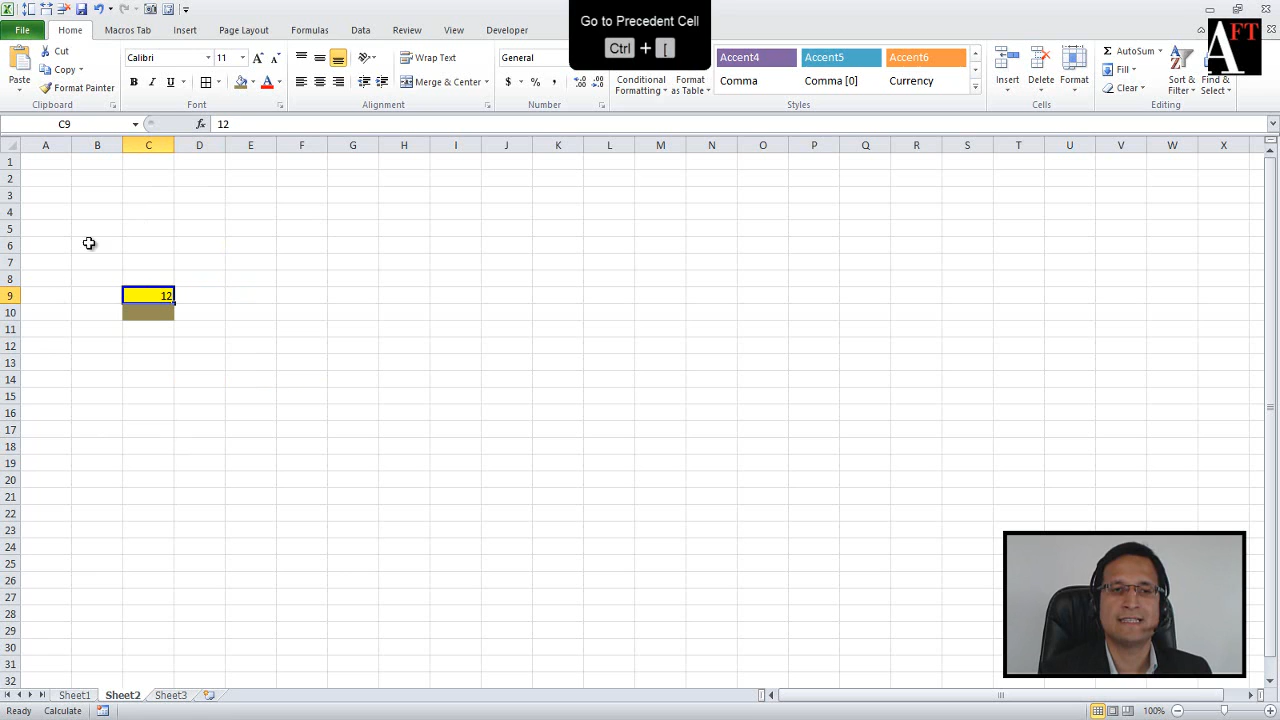 Go to Precedent Cell
Ctrl + [
File Home Macros Tab Insert Page Layout Formulas Data Review View Developer
AFT
Paste
Cut
Copy
Format Painter
Clipboard
Libri 11
B I U
Font
Wrap Text
Merge & Center
Alignment
General
$ % ,
Number
Conditional Formatting
Format as Table
Accent4 Accent5 Accent6
Comma Comma [0] Currency
Styles
Insert Delete Format
Cells
AutoSum
Fill
Clear
Sort & Filter
Find & Select
Editing
C9 fx 12
A B C D E F G H I J K L M N O P Q R S T U V W X
1
2
3
4
5
6
7
8
9 12
10
11
12
13
14
15
16
17
18
19
20
21
22
23
24
25
26
27
28
29
30
31
32
Sheet1 Sheet2 Sheet3
Ready Calculate 100%